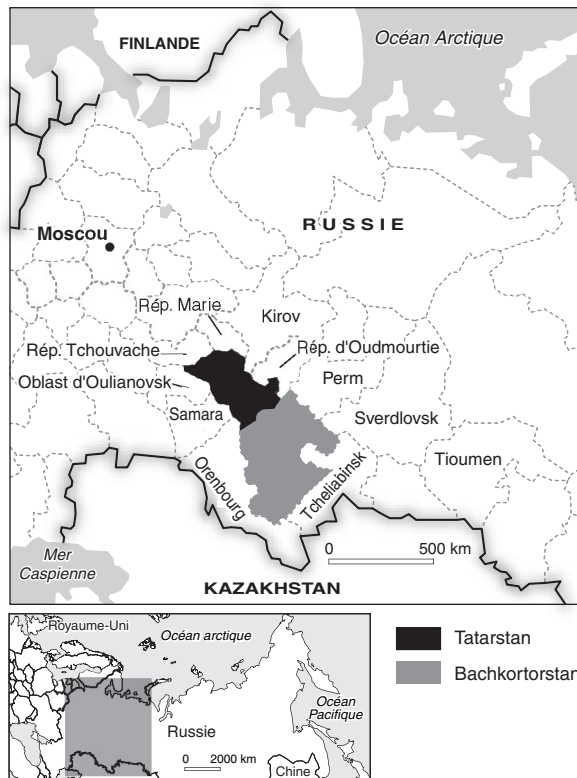 FINLANDE
Océan Arctique
RUSSIE
Moscou
Rép. Marie
Kirov
Rép. Tchouvache
Rép. d'Oudmourtie
Oblast d'Oulianovsk
Perm
Samara
Sverdlovsk
Orenbourg
Tcheliabinsk
Tioumen
0 500 km
Mer
Caspienne
KAZAKHSTAN
Royaume-Uni
Océan arctique
Océan
Pacifique
Russie
0 2000 km
Chine
Tatarstan
Bachkortorstan